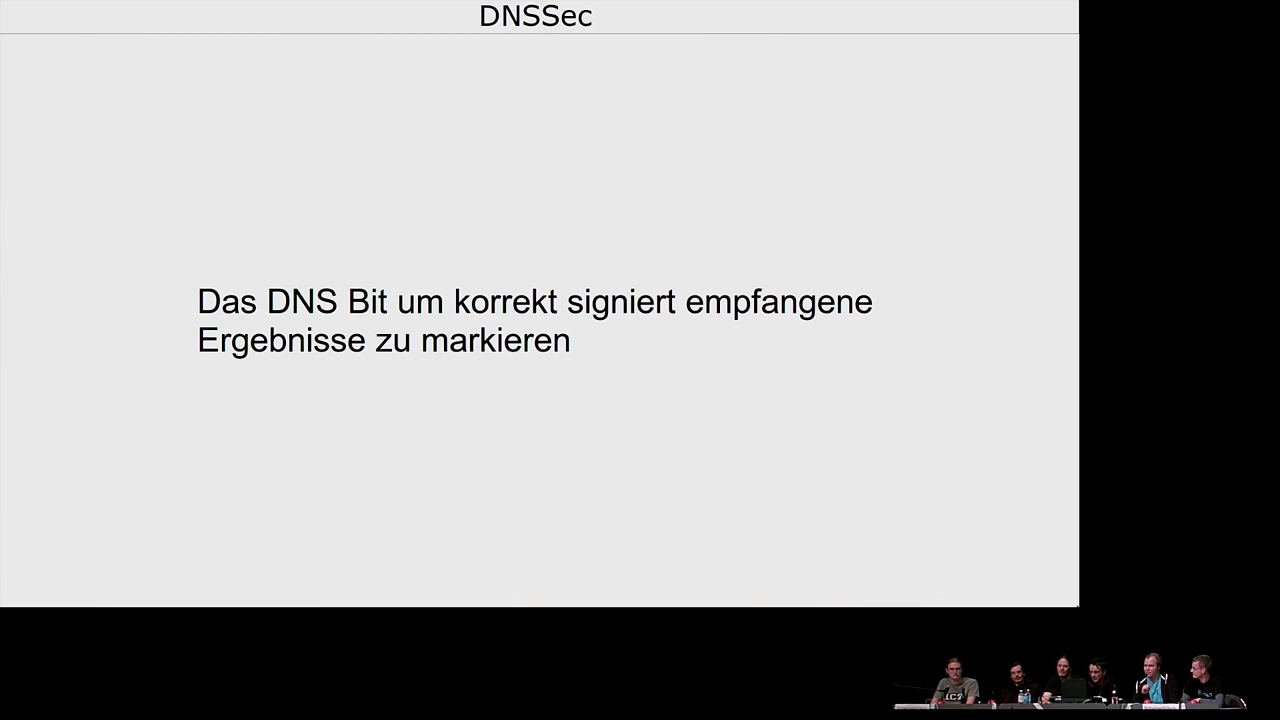 DNSSec
Das DNS Bit um korrekt signiert empfangene
Ergebnisse zu markieren